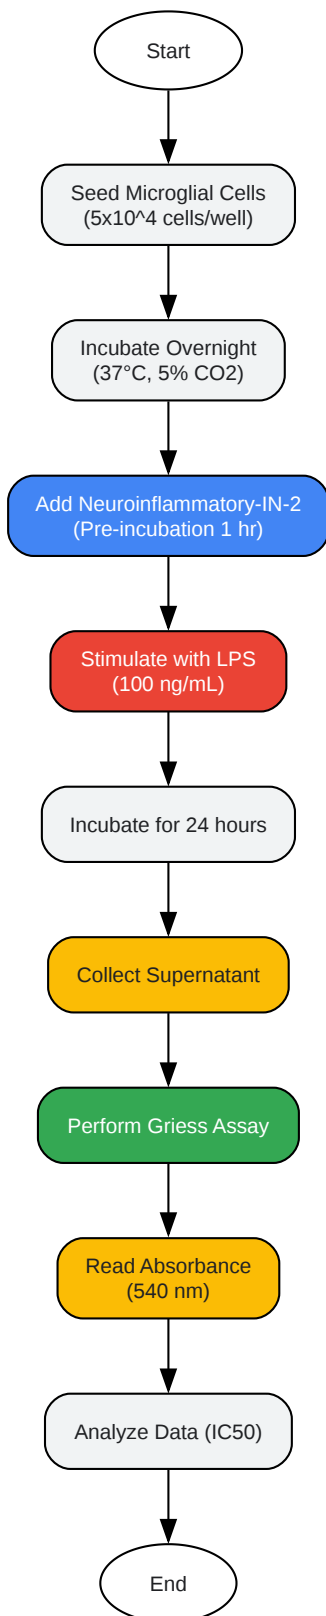 Start
Seed Microglial Cells
(5x10^4 cells/well)
Incubate Overnight
(37°C, 5% CO2)
Add Neuroinflammatory-IN-2
(Pre-incubation 1 hr)
Stimulate with LPS
(100 ng/mL)
Incubate for 24 hours
Collect Supernatant
Perform Griess Assay
Read Absorbance
(540 nm)
Analyze Data (IC50)
End